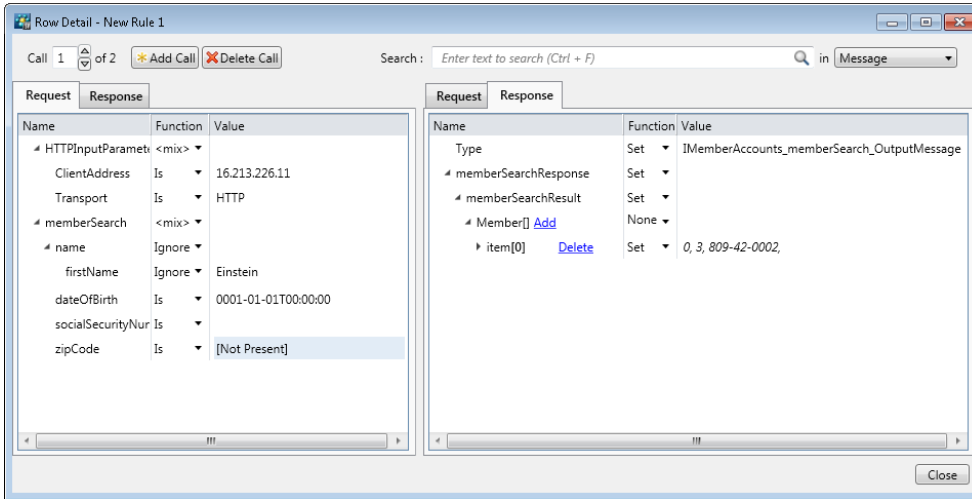 Row Detail - New Rule 1
Call 1 of 2 Add Call Delete Call Search : Enter text to search (Ctrl + F) in Message
Request Response
Name Function Value
HTTPInputParamet <mix>
ClientAddress Is 16.213.226.11
Transport Is HTTP
memberSearch <mix>
name Ignore
firstName Ignore Einstein
dateOfBirth Is 0001-01-01T00:00:00
socialSecurityNur Is
zipCode Is [Not Present]
Request Response
Name Function Value
Type Set IMemberAccounts_memberSearch_OutputMessage
memberSearchResponse Set
memberSearchResult Set
Member[] Add None
item[0] Delete Set 0, 3, 809-42-0002,
Close